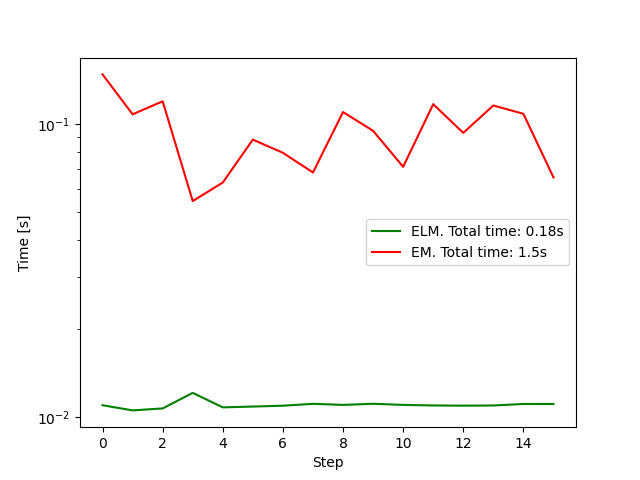 10⁻¹
10⁻²
Time [s]
ELM. Total time: 0.18s
EM. Total time: 1.5s
0 2 4 6 8 10 12 14
Step